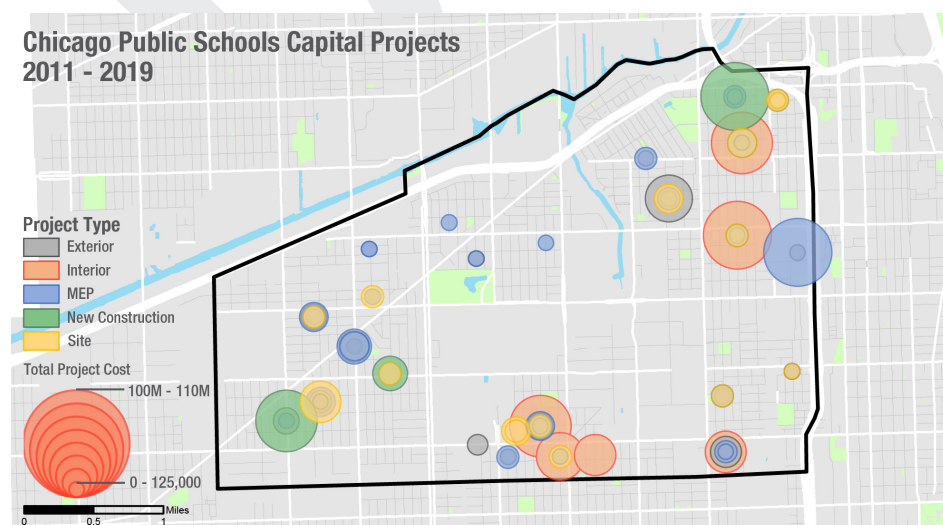 Chicago Public Schools Capital Projects
2011 - 2019
Project Type
Exterior
Interior
MEP
New Construction
Site
Total Project Cost
100M - 110M
0 - 125,000
0 0.5 1 Miles